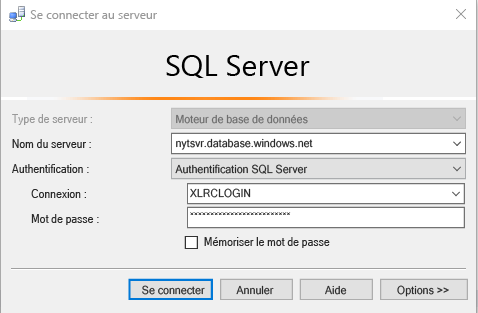 Se connecter au serveur
SQL Server
Type de serveur :
Moteur de base de données
Nom du serveur :
nytsvr.database.windows.net
Authentification :
Authentification SQL Server
Connexion :
XLRCLOGIN
Mot de passe :
Mémoriser le mot de passe
Se connecter
Annuler
Aide
Options >>